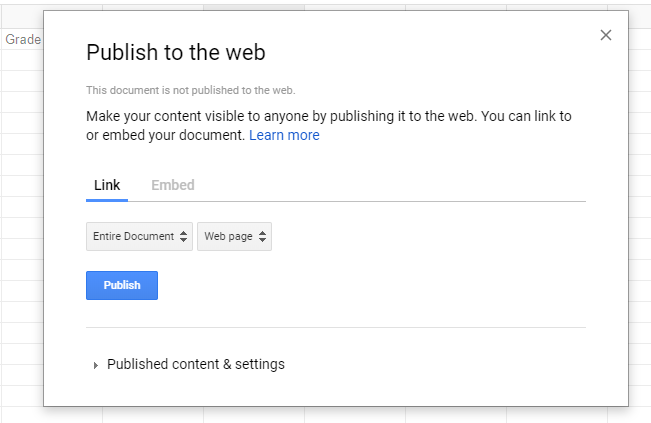 Grade
Publish to the web
This document is not published to the web.
Make your content visible to anyone by publishing it to the web. You can link to
or embed your document. Learn more
Link Embed
Entire Document Web page
Publish
Published content & settings